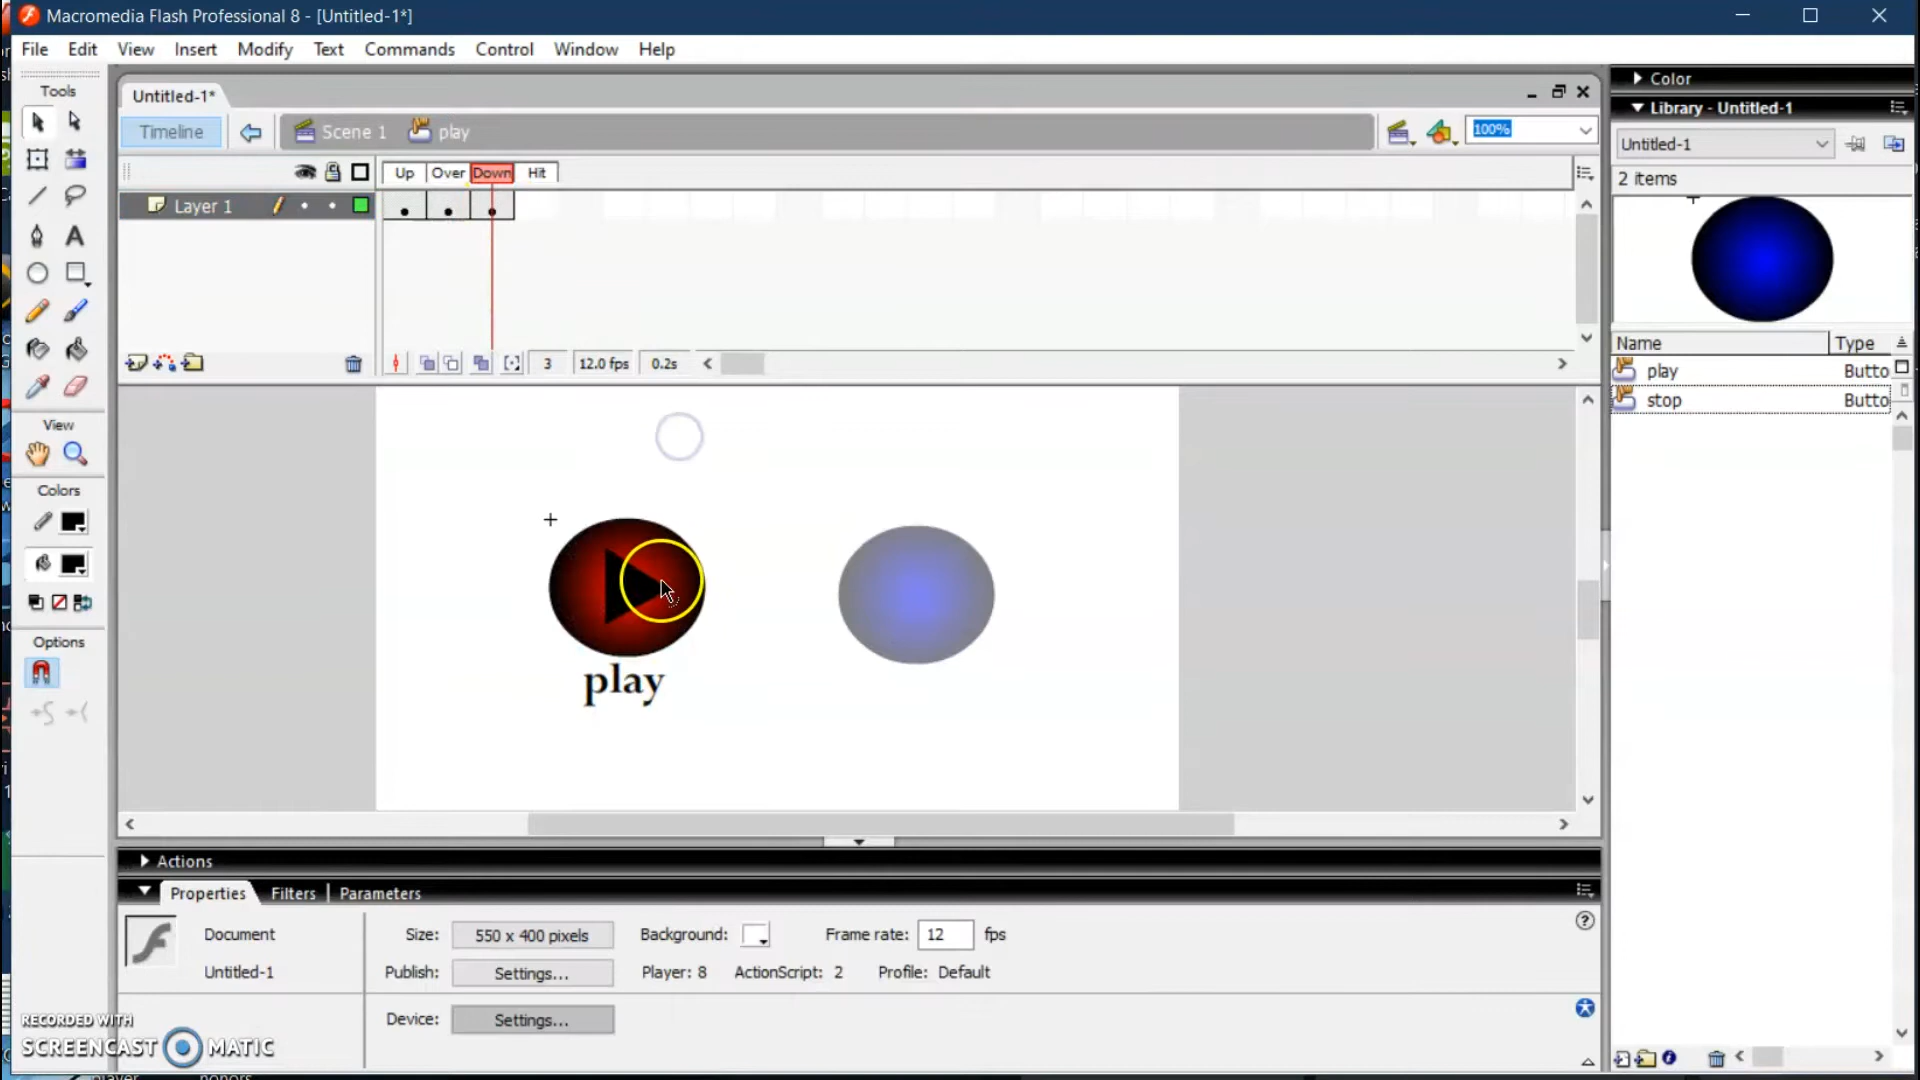 Macromedia Flash Professional 8 - [Untitled-1*]
File Edit View Insert Modify Text Commands Control Window Help
Tools
Untitled-1*
Timeline
Scene 1
play
100%
Up Over Down Hit
Layer 1
3 12.0 fps 0.2s
View
Colors
Options
play
Color
Library - Untitled-1
Untitled-1
2 items
Name Type
play Butto
stop Butto
Actions
Properties Filters Parameters
Document
Untitled-1
Size: 550 x 400 pixels Background: Frame rate: 12 fps
Publish: Settings... Player: 8 ActionScript: 2 Profile: Default
Device: Settings...
RECORDED WITH
SCREENCAST MATIC